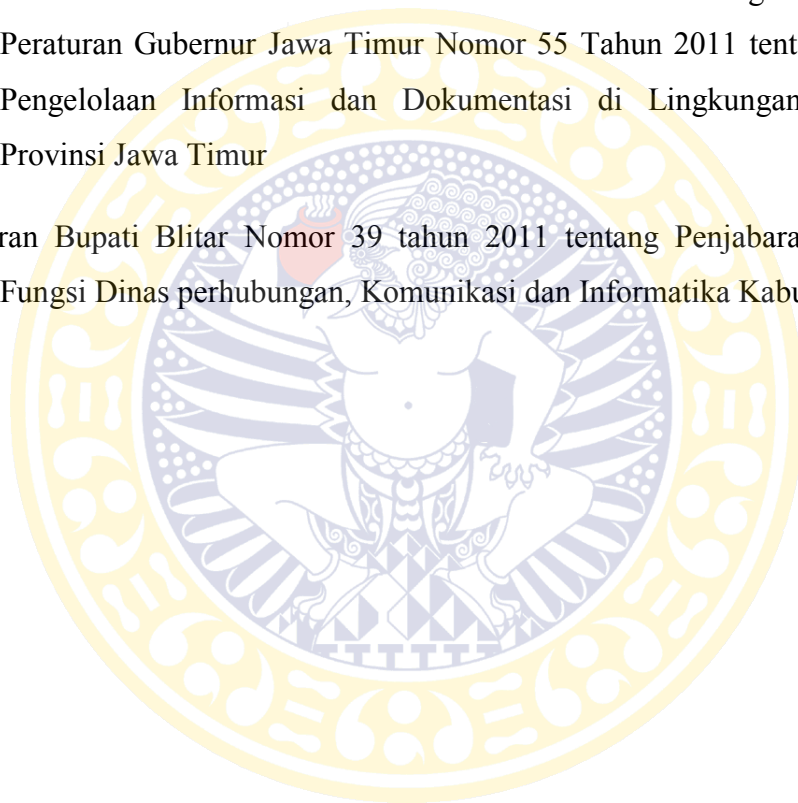 Peraturan Gubernur Jawa Timur Nomor 55 Tahun 2011 tent
Pengelolaan Informasi dan Dokumentasi di Lingkungan
Provinsi Jawa Timur
ran Bupati Blitar Nomor 39 tahun 2011 tentang Penjabara
Fungsi Dinas perhubungan, Komunikasi dan Informatika Kabu